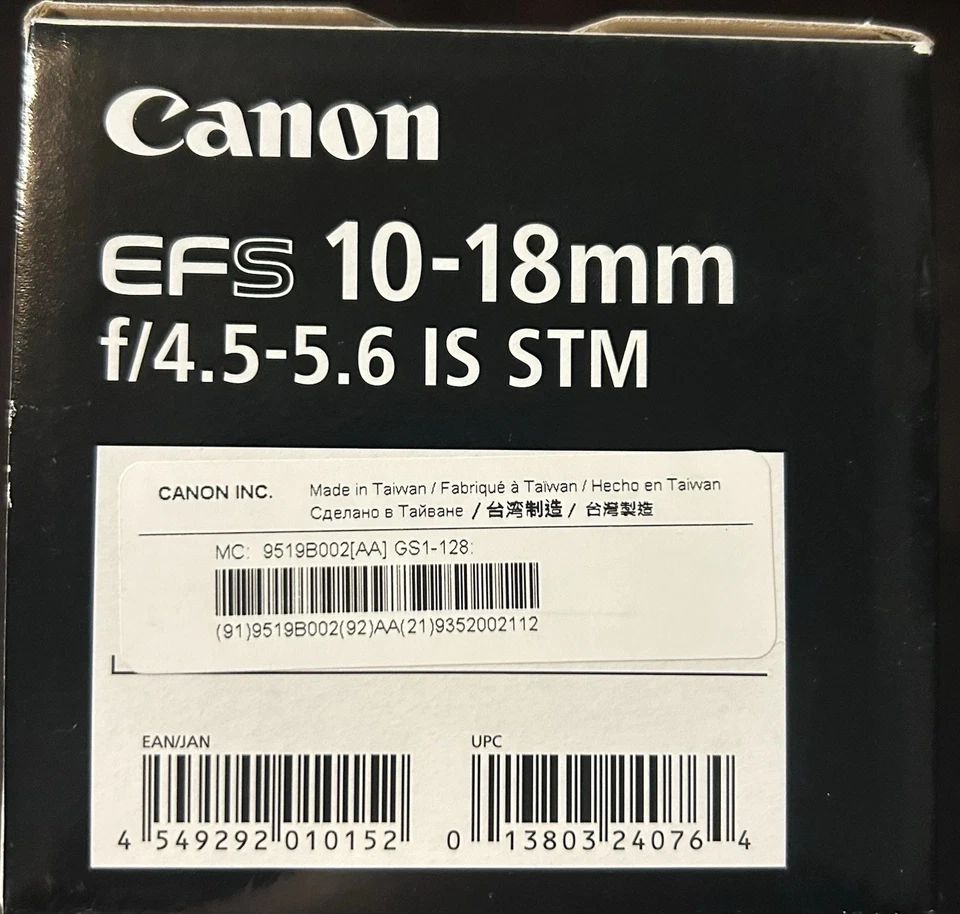 Canon
EFS 10-18mm
f/4.5-5.6 IS STM
CANON INC. Made in Taiwan / Fabriqué à Taïwan / Hecho en Taiwan
Сделано в Тайване / 台湾制造 / 台灣製造
MC: 9519B002[AA] GS1-128:
(91)9519B002(92)AA(21)9352002112
EAN/JAN UPC
4 549292 010152 0 13803 24076 4